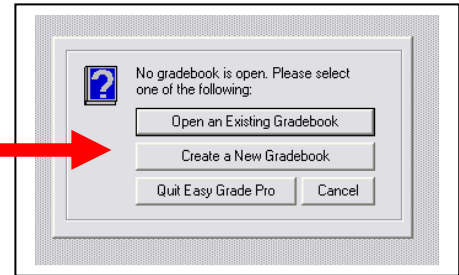 No gradebook is open. Please select
one of the following:
Open an Existing Gradebook
Create a New Gradebook
Quit Easy Grade Pro Cancel